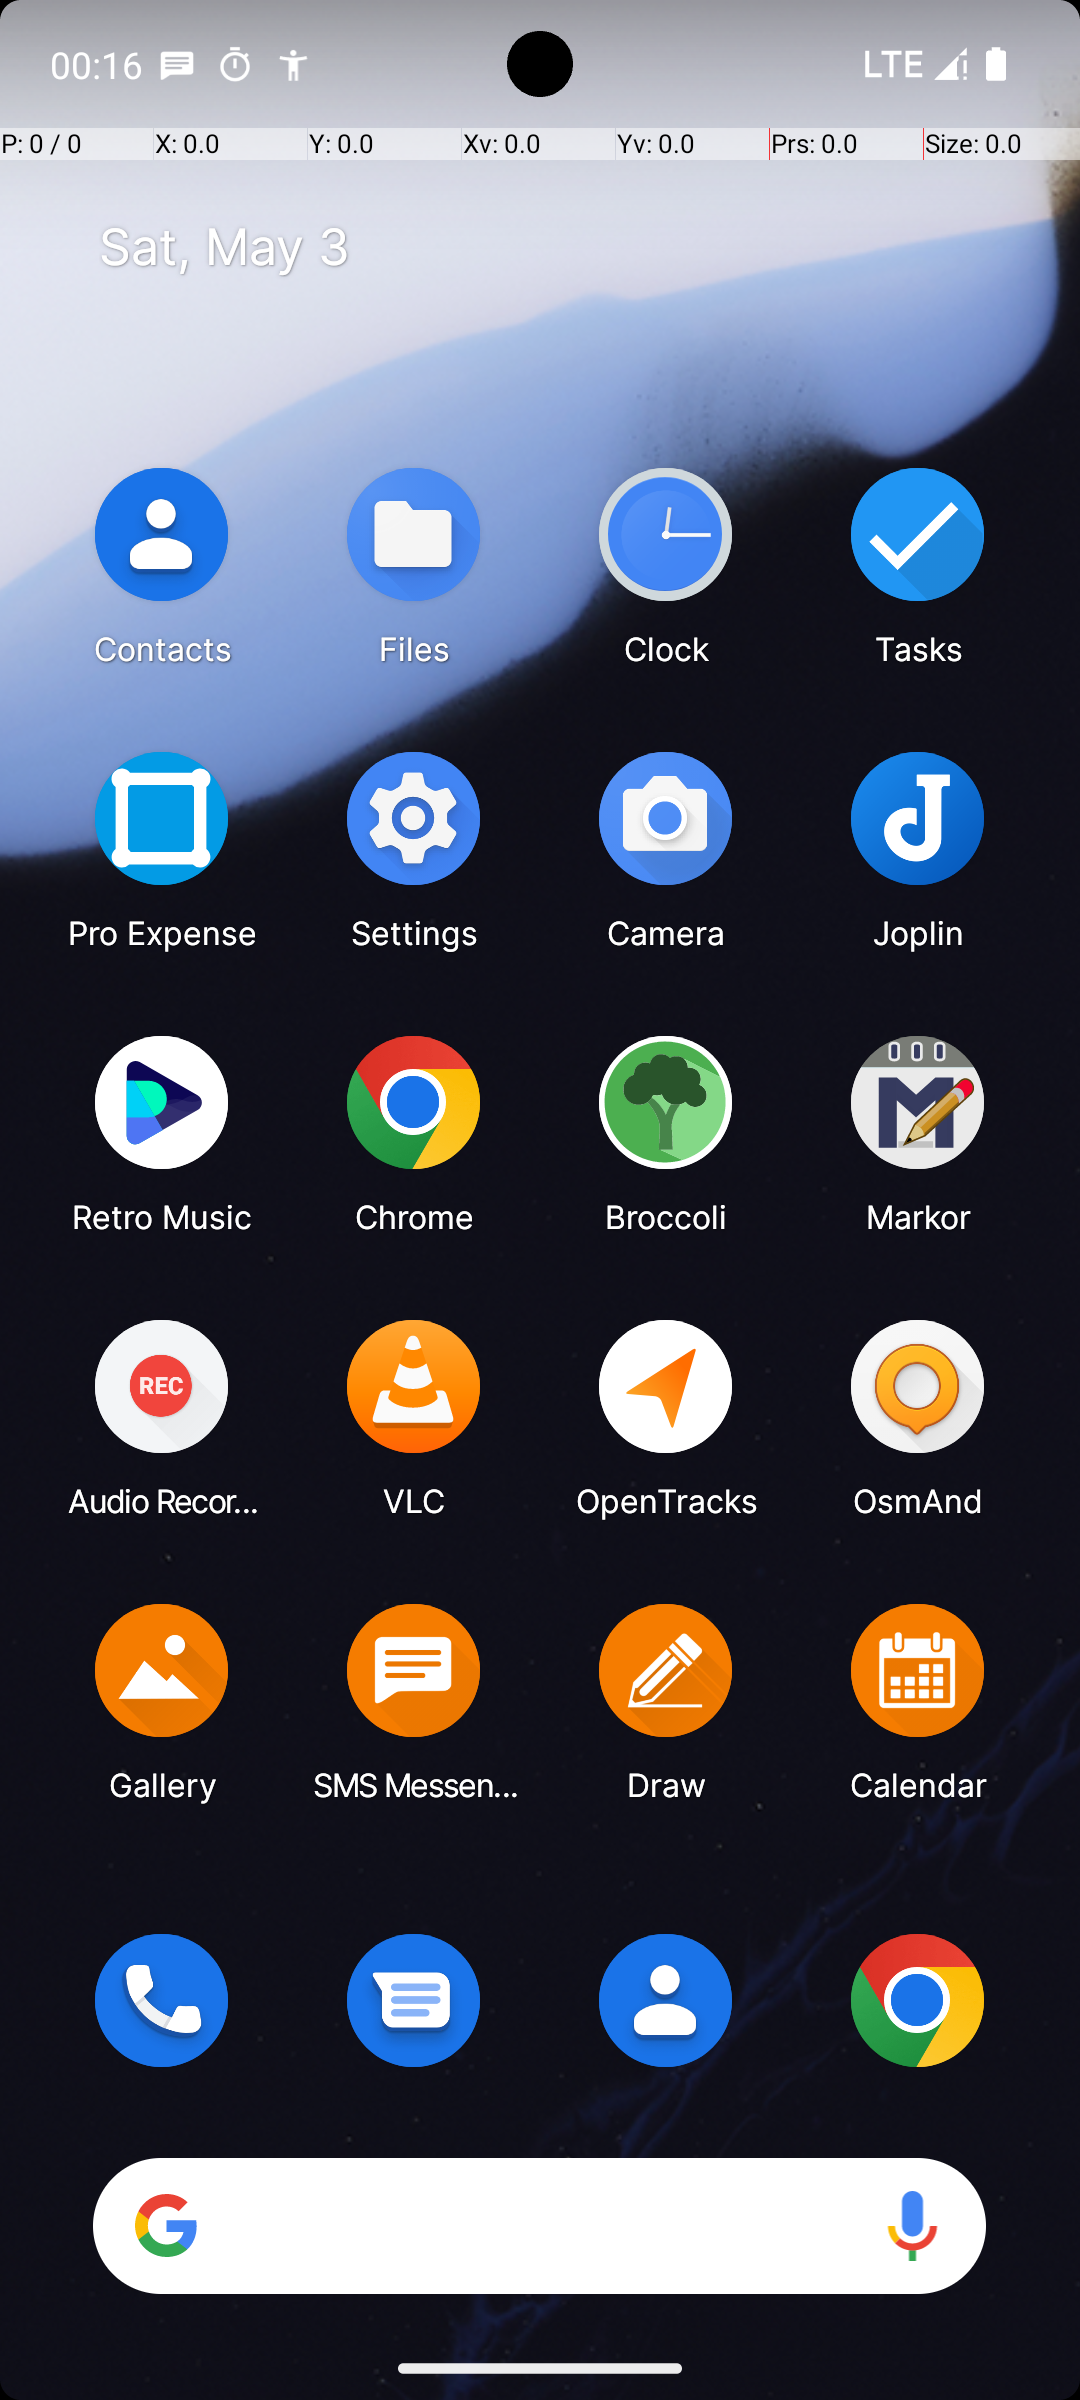 00:16
LTE
P: 0 / 0
X: 0.0
Y: 0.0
Xv: 0.0
Yv: 0.0
Prs: 0.0
Size: 0.0
Sat, May 3
Contacts
Files
Clock
Tasks
Pro Expense
Settings
Camera
Joplin
Retro Music
Chrome
Broccoli
Markor
REC
Audio Recor...
VLC
OpenTracks
OsmAnd
Gallery
SMS Messen...
Draw
Calendar